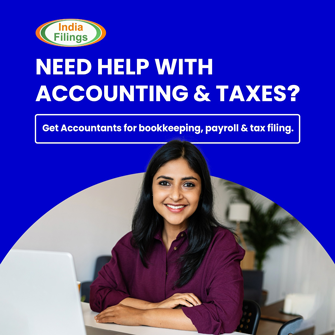 India
Filings
NEED HELP WITH
ACCOUNTING & TAXES?
Get Accountants for bookkeeping, payroll & tax filing.